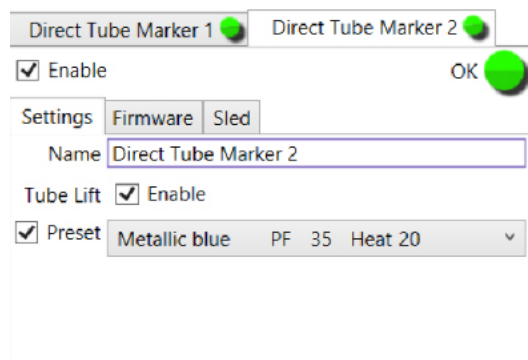 Direct Tube Marker 1 Direct Tube Marker 2
Enable OK
Settings Firmware Sled
Name Direct Tube Marker 2
Tube Lift Enable
Preset Metallic blue PF 35 Heat 20